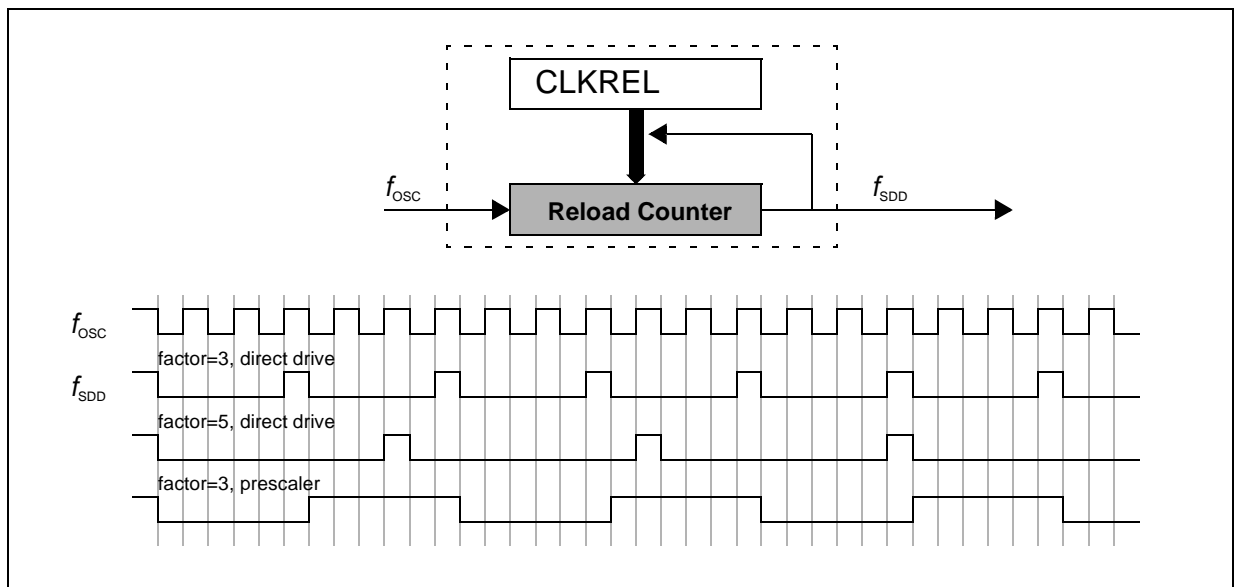 CLKREL
fOSC
fSDD
Reload Counter
fOSC
factor=3, direct drive
fSDD
factor=5, direct drive
factor=3, prescaler